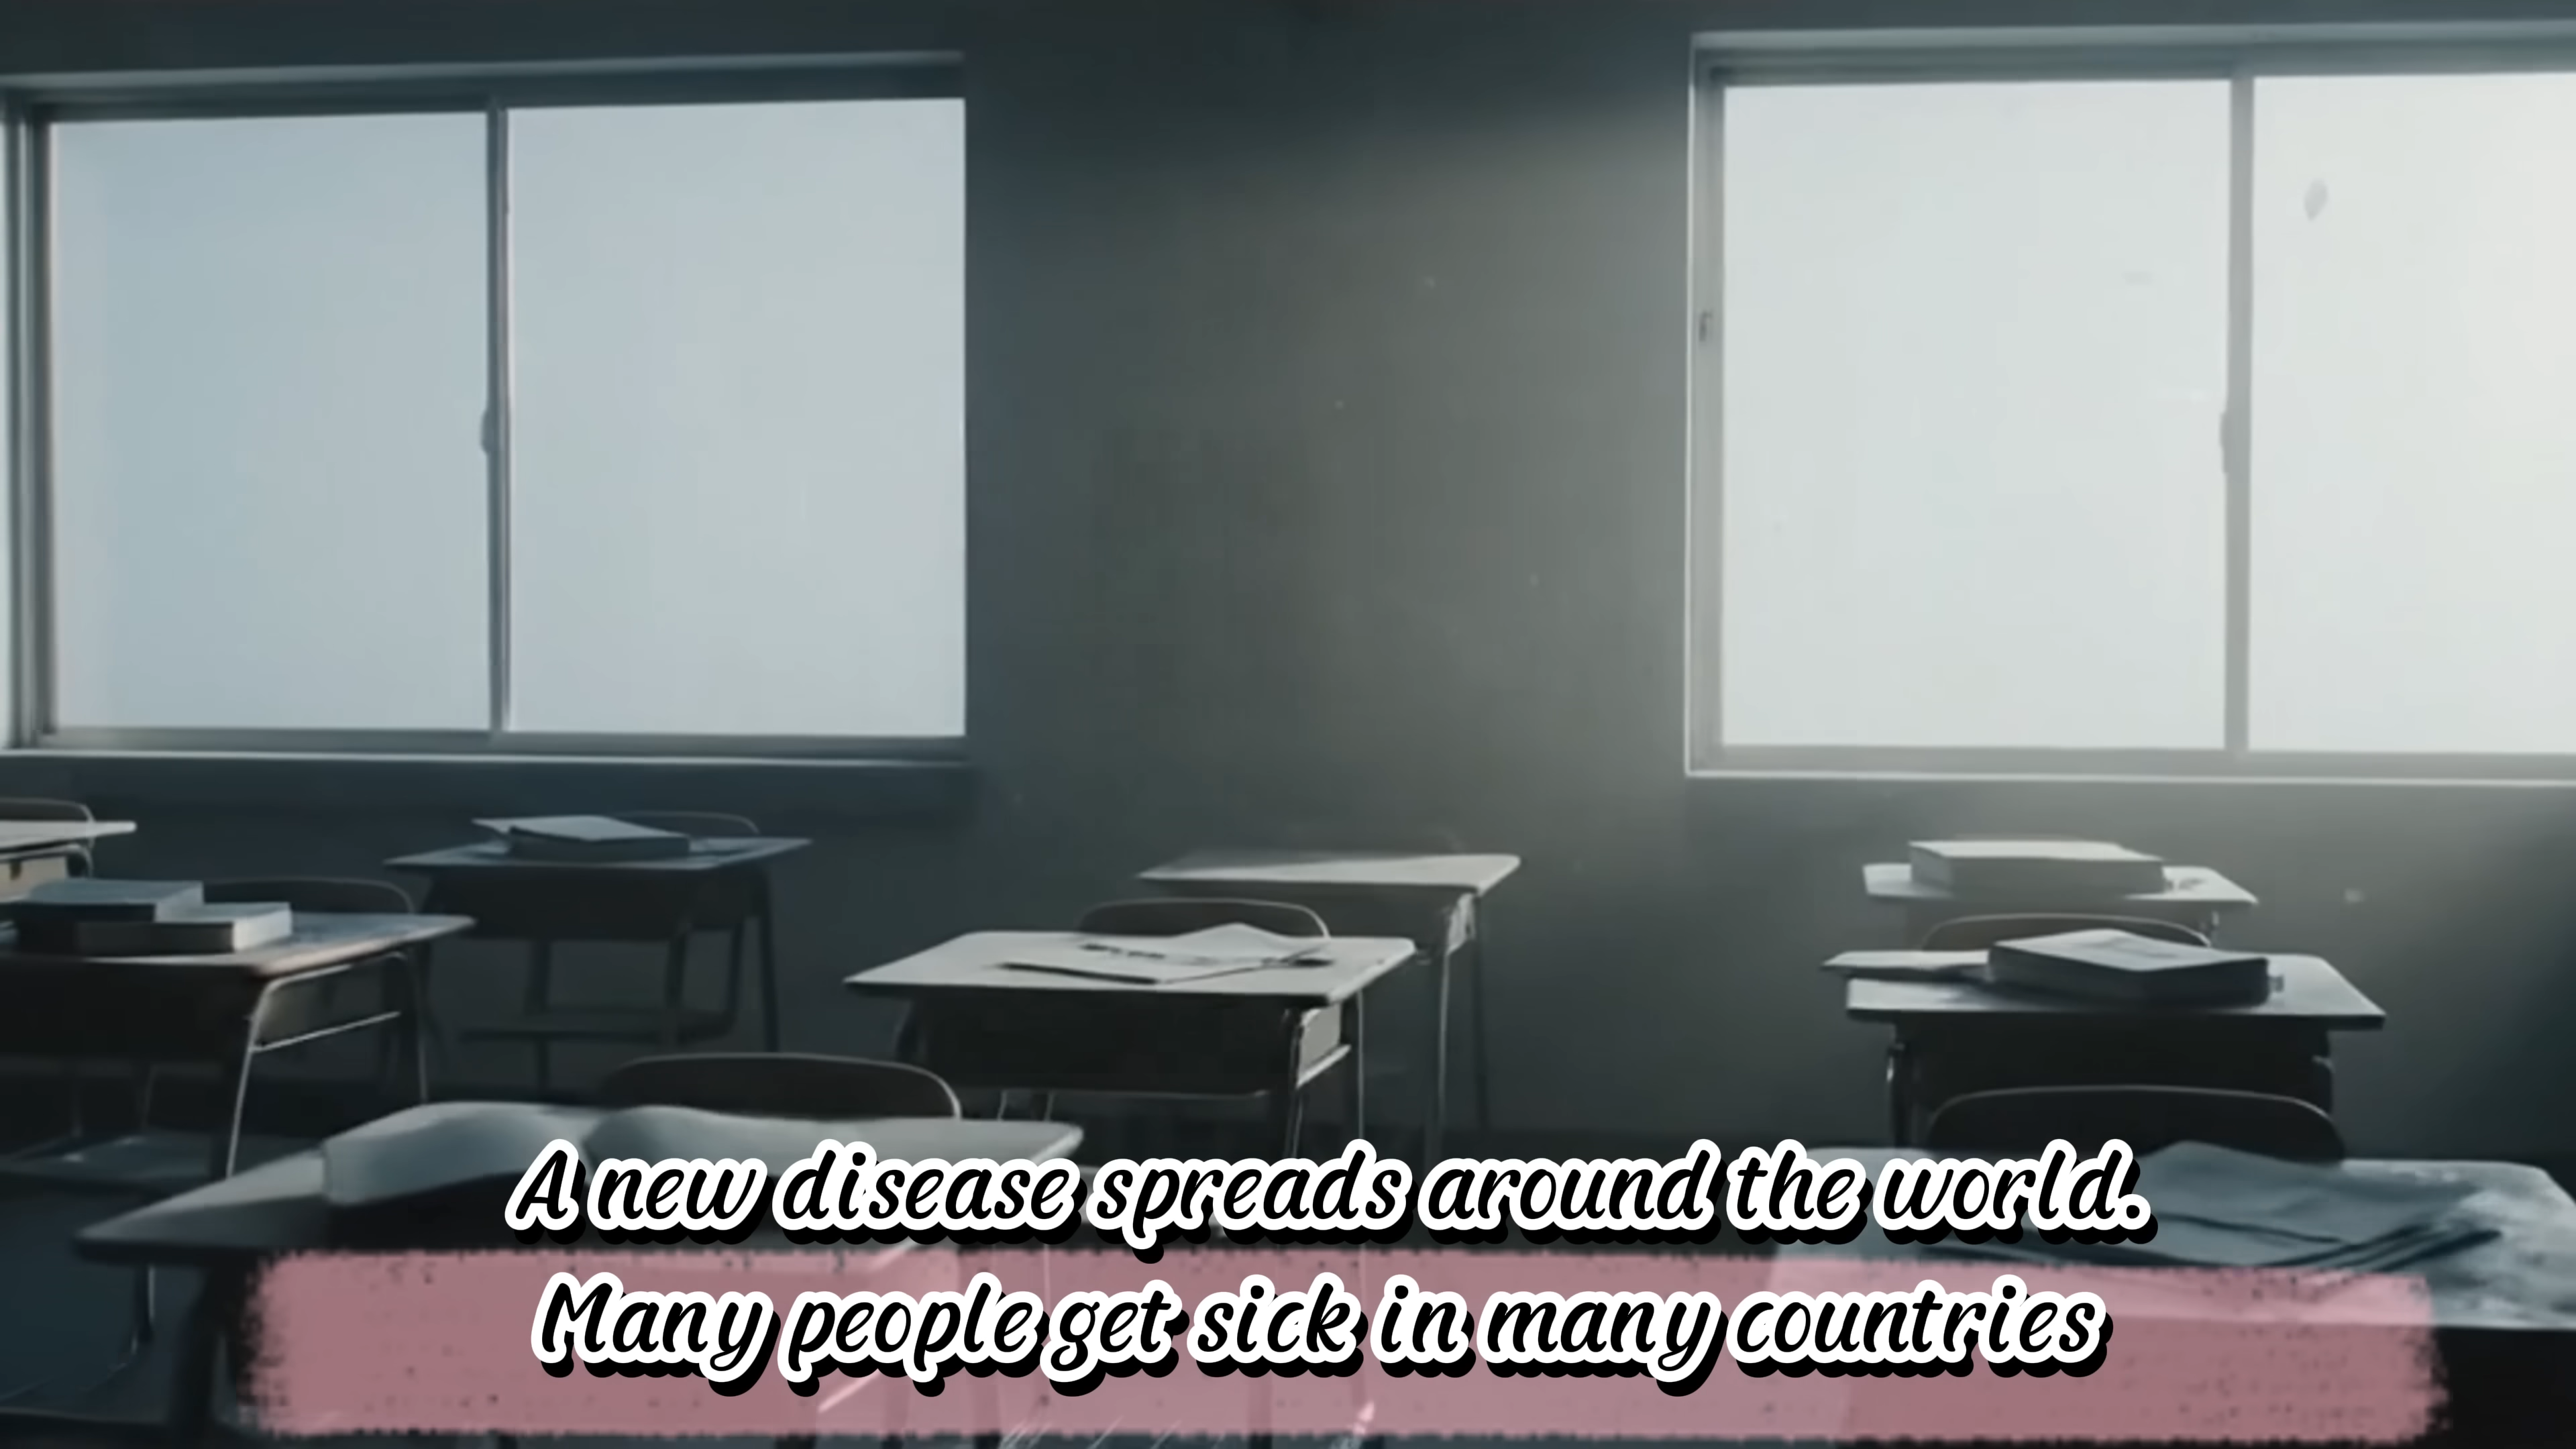 A new disease spreads around the world.
Many people get sick in many countries